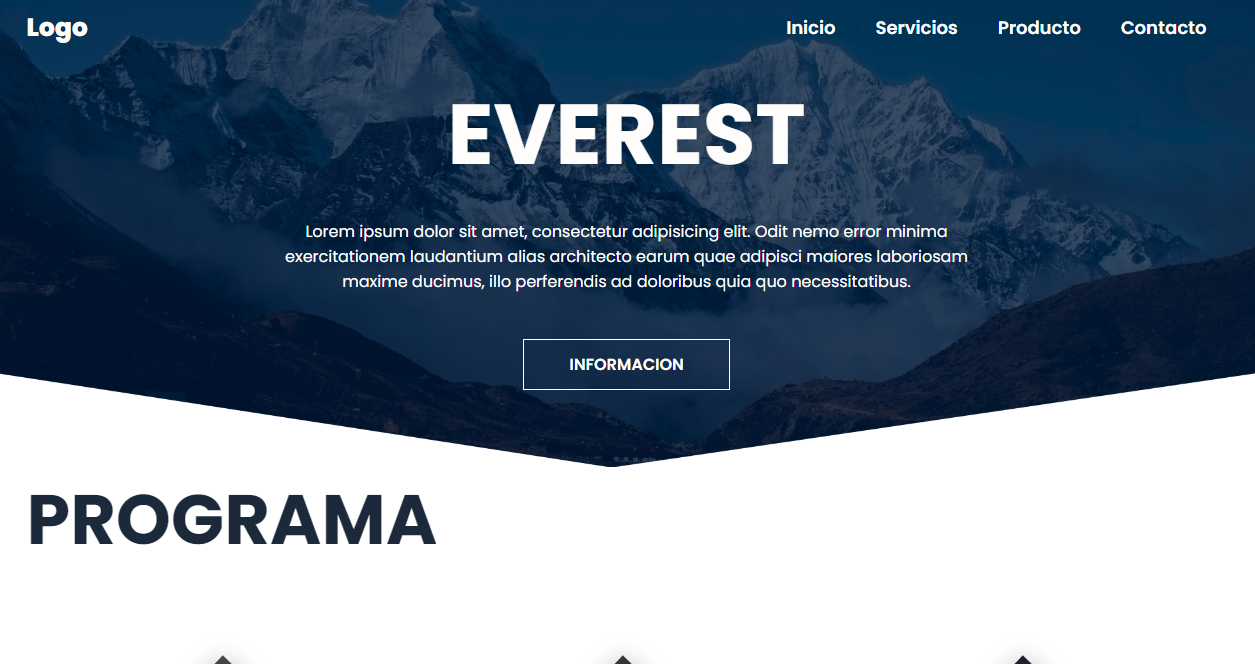 Logo
Inicio Servicios Producto Contacto
EVEREST
Lorem ipsum dolor sit amet, consectetur adipisicing elit. Odit nemo error minima
exercitationem laudantium alias architecto earum quae adipisci maiores laboriosam
maxime ducimus, illo perferendis ad doloribus quia quo necessitatibus.
INFORMACION
PROGRAMA